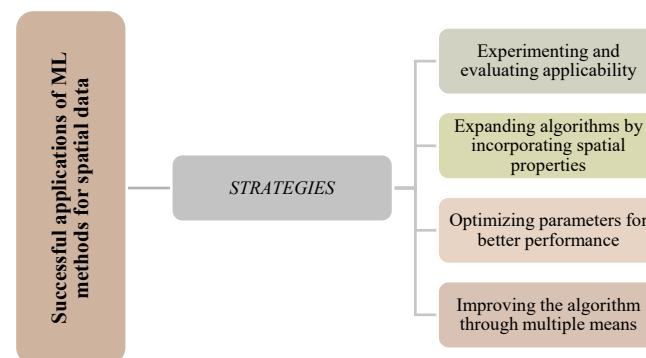 Successful applications of ML
methods for spatial data
STRATEGIES
Experimenting and
evaluating applicability
Expanding algorithms by
incorporating spatial
properties
Optimizing parameters for
better performance
Improving the algorithm
through multiple means